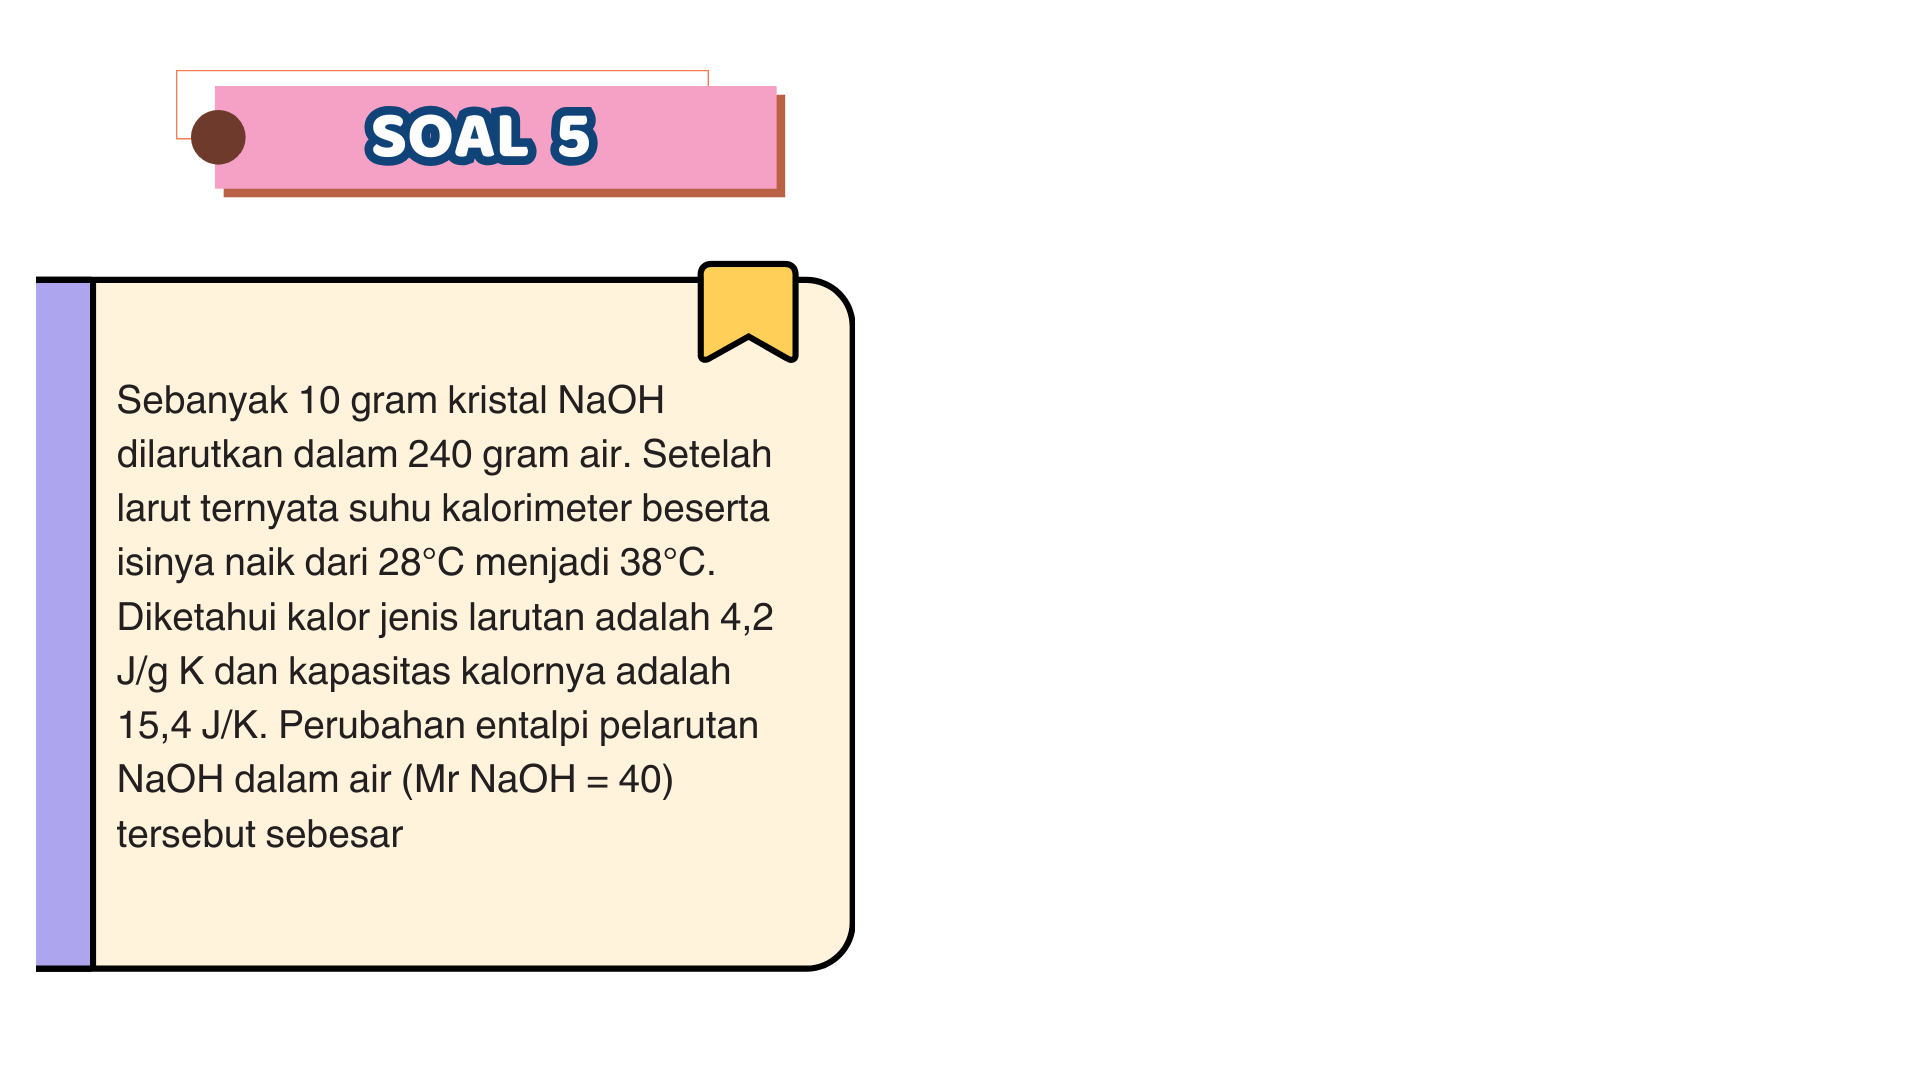 SOAL 5
Sebanyak 10 gram kristal NaOH
dilarutkan dalam 240 gram air. Setelah
larut ternyata suhu kalorimeter beserta
isinya naik dari 28°C menjadi 38°C.
Diketahui kalor jenis larutan adalah 4,2
J/g K dan kapasitas kalornya adalah
15,4 J/K. Perubahan entalpi pelarutan
NaOH dalam air (Mr NaOH = 40)
tersebut sebesar